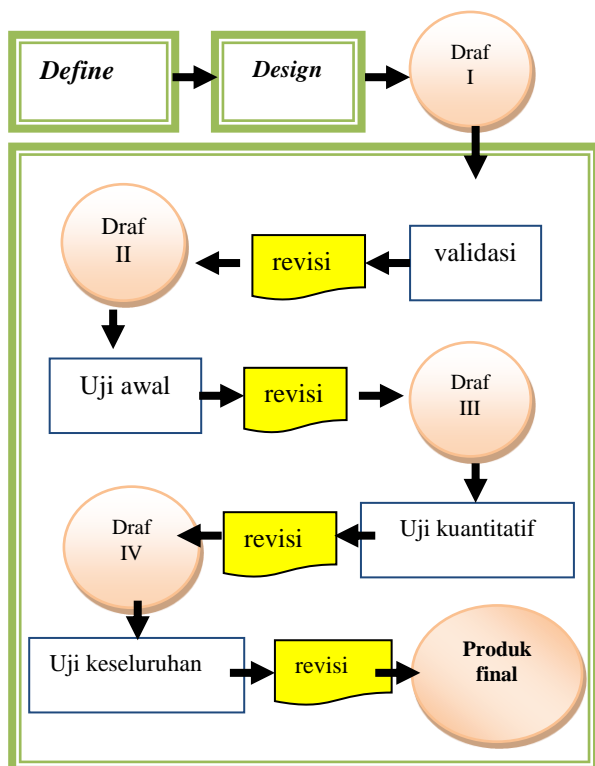 Define
Design
Draf
I
validasi
revisi
Draf
II
Uji awal
revisi
Draf
III
Uji kuantitatif
revisi
Draf
IV
Uji keseluruhan
revisi
Produk
final